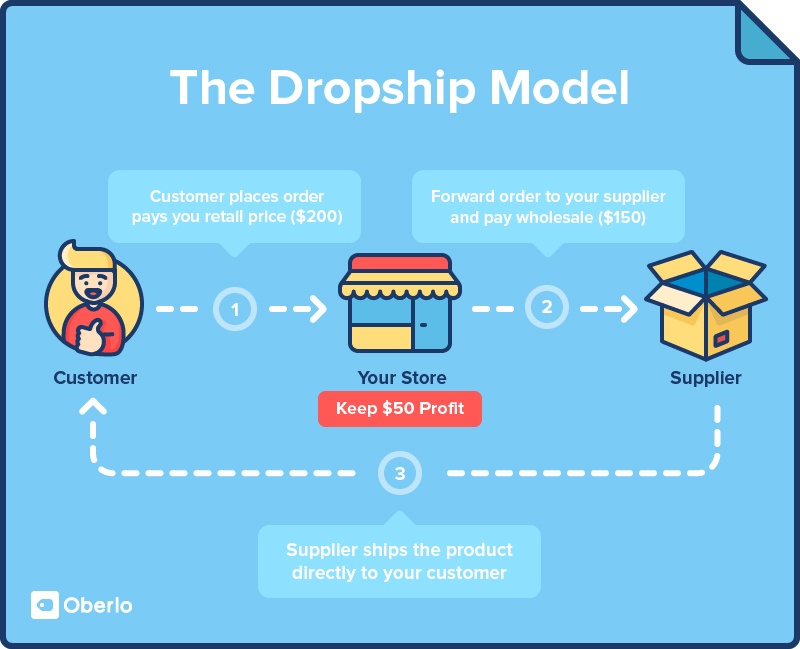 The Dropship Model
Customer places order
pays you retail price ($200)
Forward order to your supplier
and pay wholesale ($150)
1
2
Customer
Your Store
Supplier
Keep $50 Profit
3
Supplier ships the product
directly to your customer
Oberlo